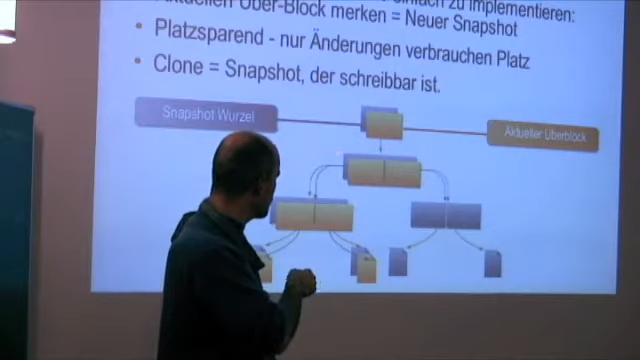 Aktuellen Über-Block merken = Neuer Snapshot
• Platzsparend - nur Änderungen verbrauchen Platz
• Clone = Snapshot, der schreibbar ist.
Snapshot Wurzel
Aktueller Überblock